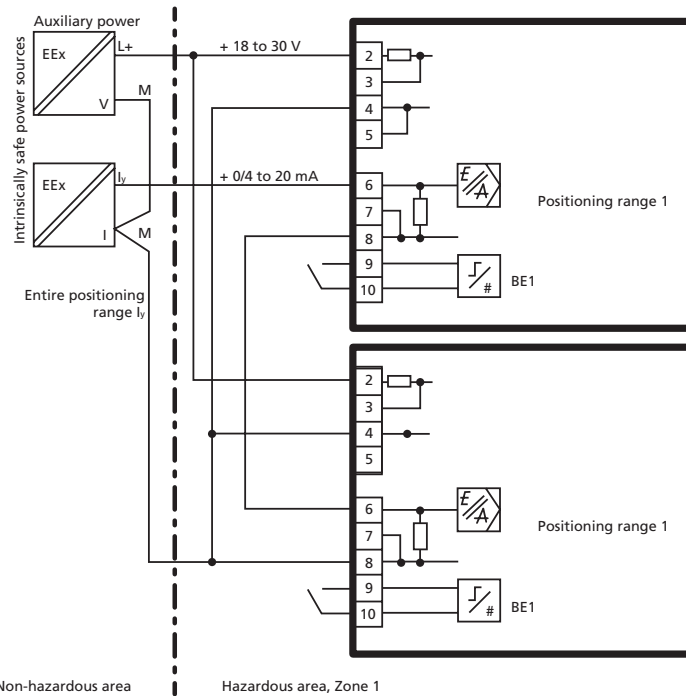 Auxiliary power
Intrinsically safe power sources
EEx
L+
V
M
+ 18 to 30 V
EEx
Iy
I
M
+ 0/4 to 20 mA
Entire positioning
range Iy
2
3
4
5
6
7
8
9
10
E
A
Positioning range 1
#
BE1
2
3
4
5
6
7
8
9
10
E
A
Positioning range 1
#
BE1
Non-hazardous area
Hazardous area, Zone 1